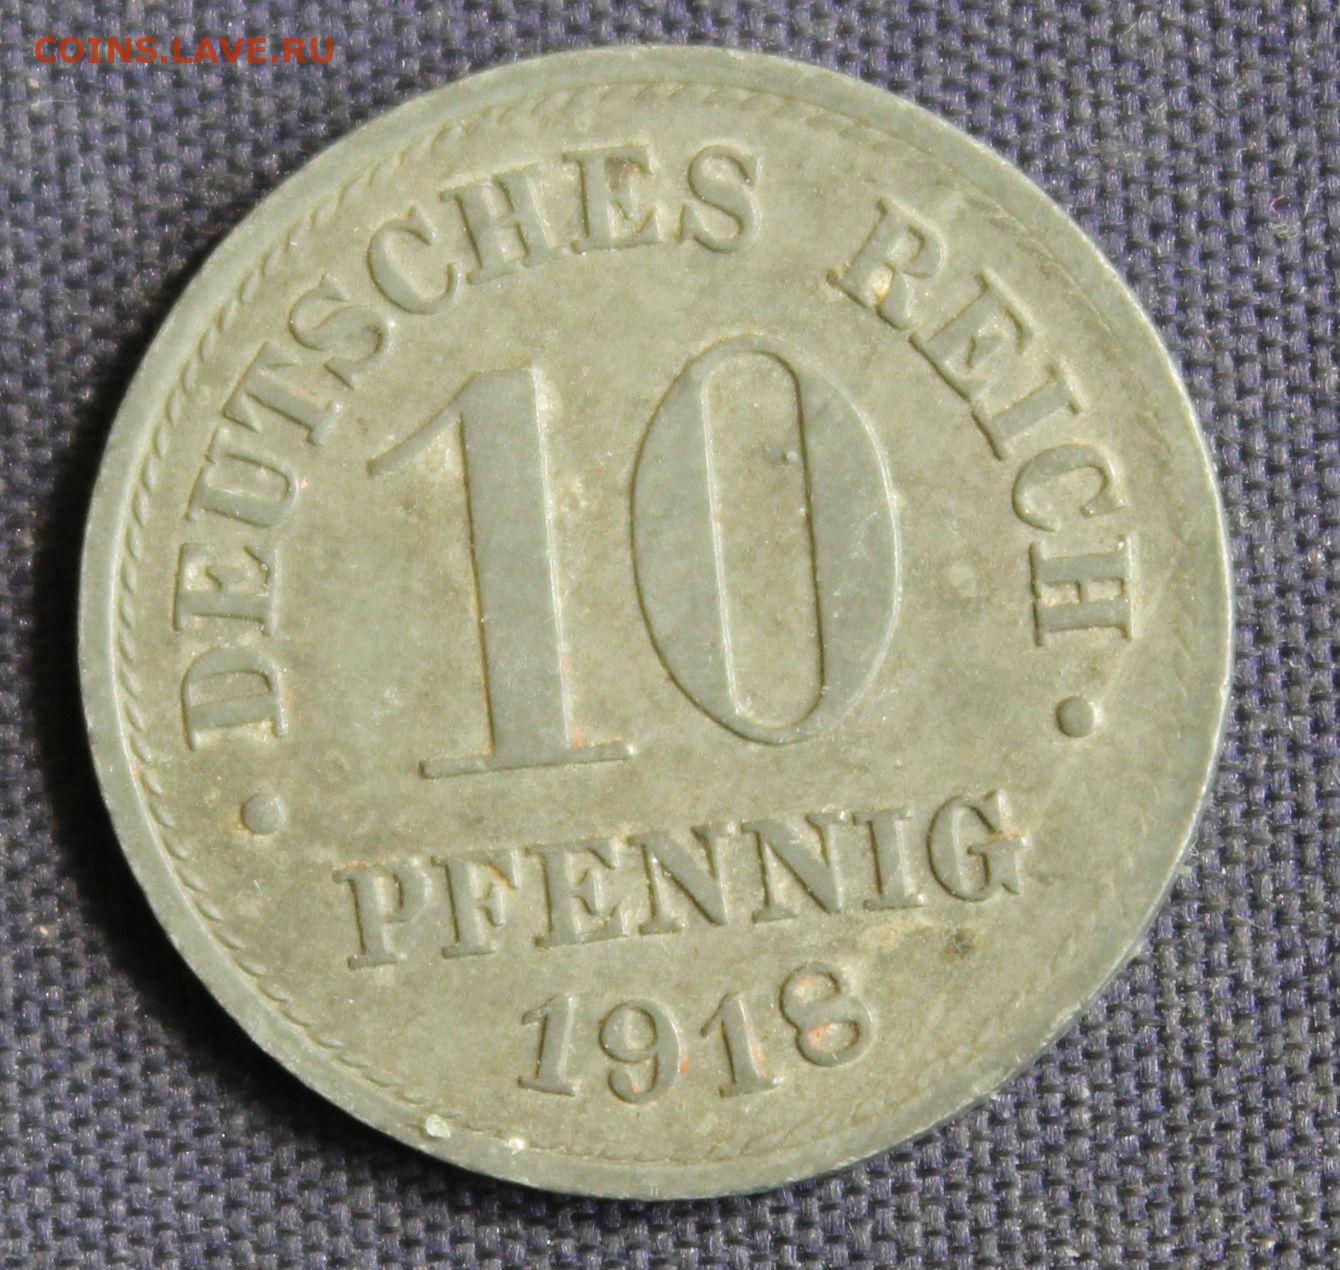 COINS.LAVE.RU
• DEUTSCHES REICH •
10
PFENNIG
1918